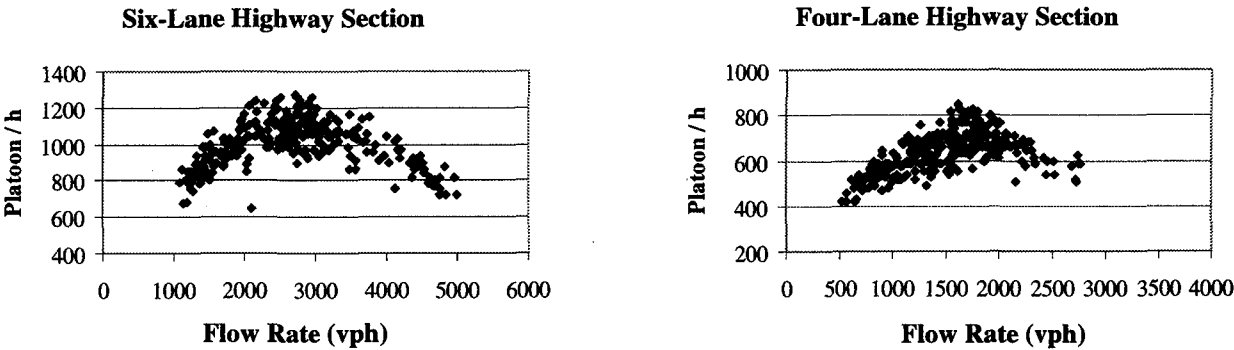 Six-Lane Highway Section
Platoon / h
1400
1200
1000
800
600
400
0 1000 2000 3000 4000 5000 6000
Flow Rate (vph)
Four-Lane Highway Section
Platoon / h
1000
800
600
400
200
0 500 1000 1500 2000 2500 3000 3500 4000
Flow Rate (vph)